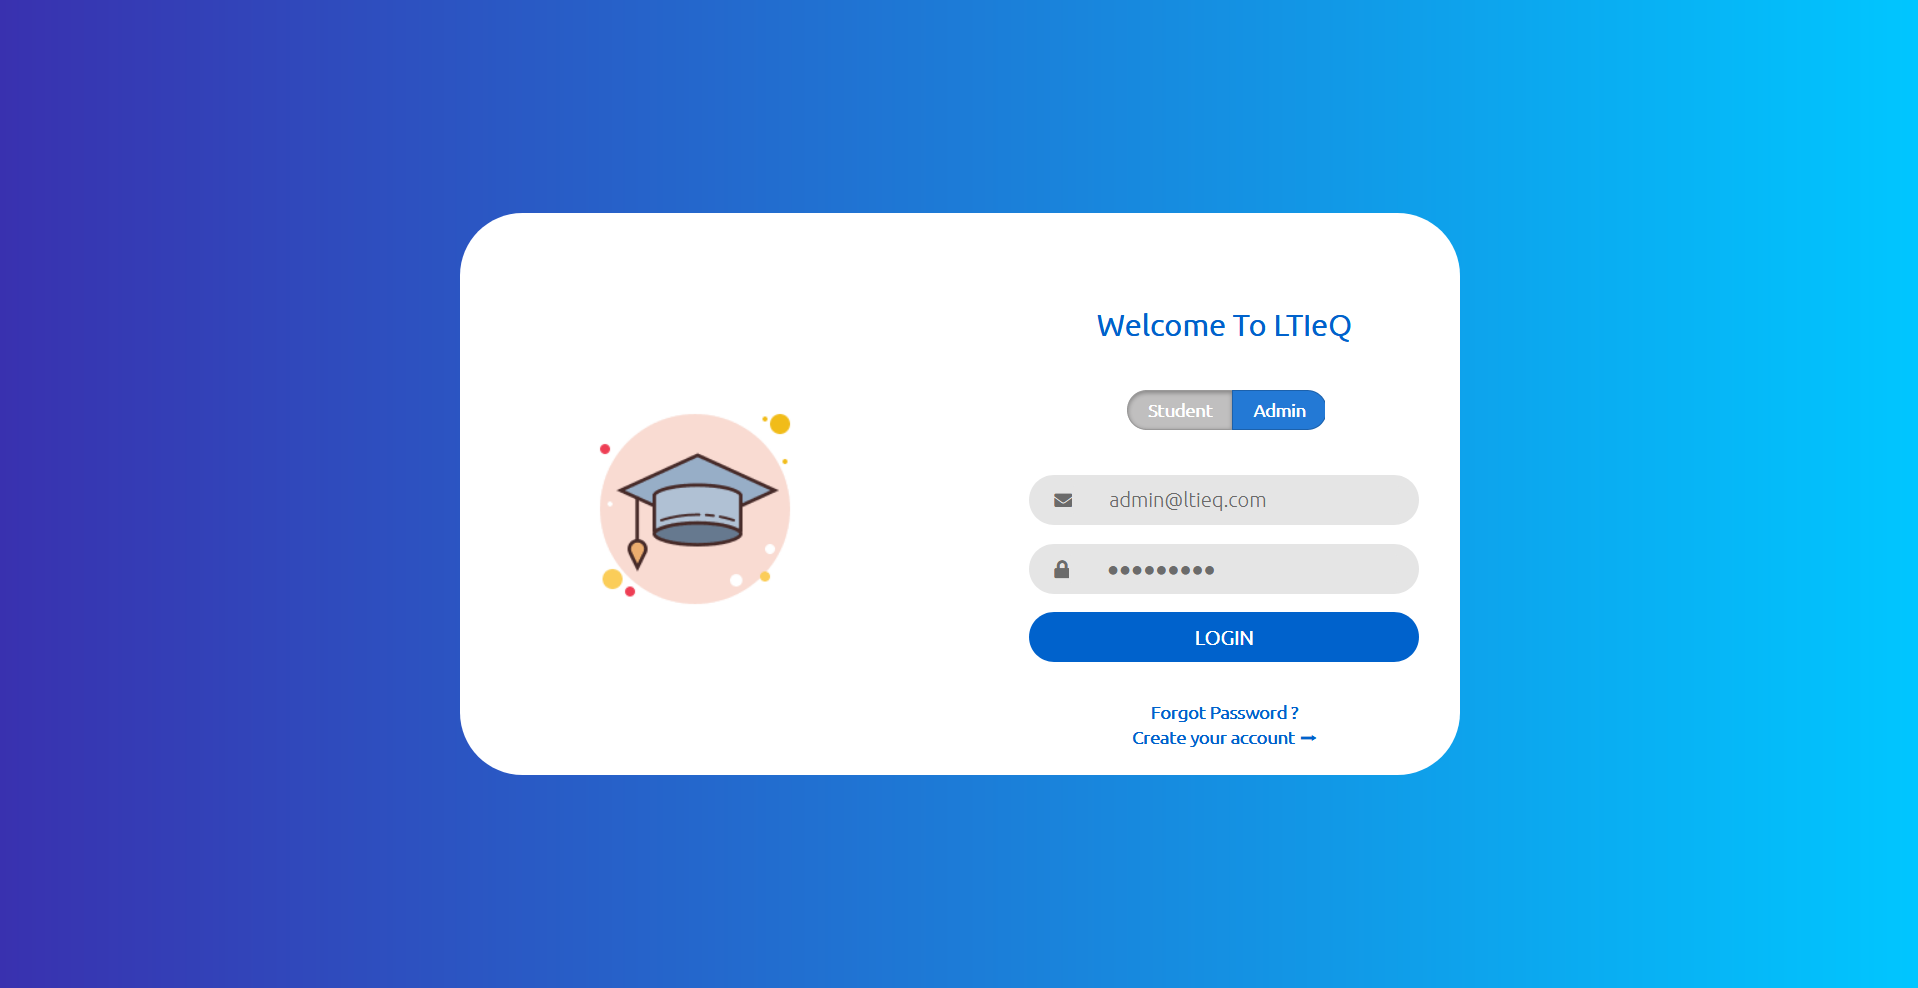 Welcome To LTIeQ
Student Admin
admin@ltieq.com
●●●●●●●●●
LOGIN
Forgot Password ?
Create your account